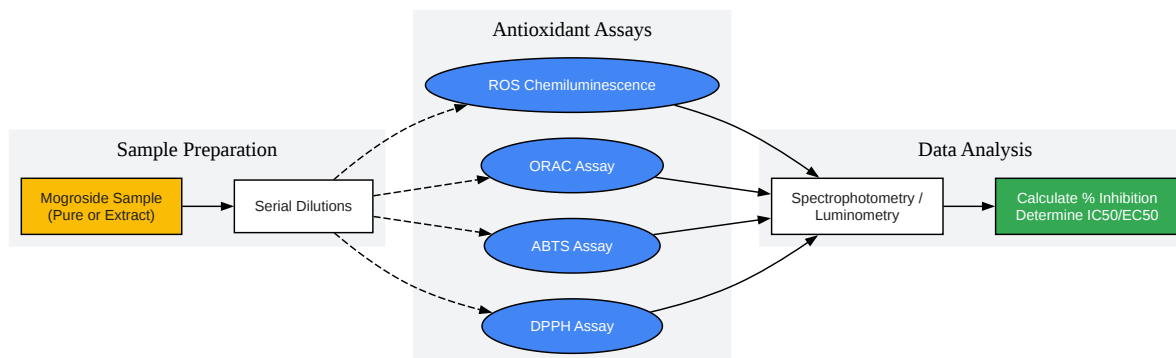 Antioxidant Assays
ROS Chemiluminescence
Sample Preparation
Data Analysis
ORAC Assay
Mogroside Sample
(Pure or Extract)
Serial Dilutions
Spectrophotometry /
Luminometry
Calculate % Inhibition
Determine IC50/EC50
ABTS Assay
DPPH Assay